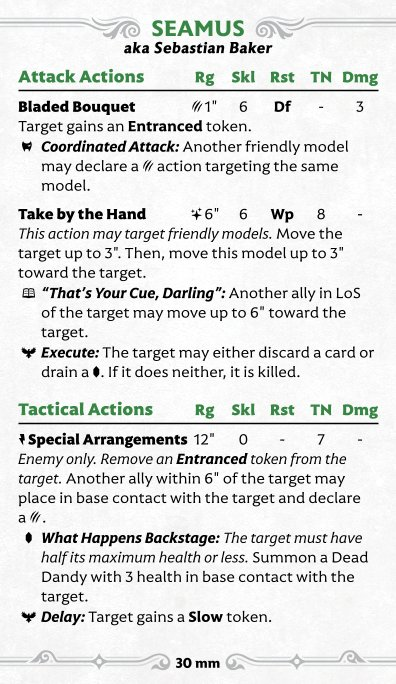 SEAMUS
aka Sebastian Baker
Attack Actions Rg Skl Rst TN Dmg
Bladed Bouquet 1" 6 Df - 3
Target gains an Entranced token.
Coordinated Attack: Another friendly model
may declare a action targeting the same
model.
Take by the Hand 6" 6 Wp 8 -
This action may target friendly models. Move the
target up to 3". Then, move this model up to 3"
toward the target.
"That's Your Cue, Darling": Another ally in LoS
of the target may move up to 6" toward the
target.
Execute: The target may either discard a card or
drain a . If it does neither, it is killed.
Tactical Actions Rg Skl Rst TN Dmg
Special Arrangements 12" 0 - 7 -
Enemy only. Remove an Entranced token from the
target. Another ally within 6" of the target may
place in base contact with the target and declare
a .
What Happens Backstage: The target must have
half its maximum health or less. Summon a Dead
Dandy with 3 health in base contact with the
target.
Delay: Target gains a Slow token.
30 mm